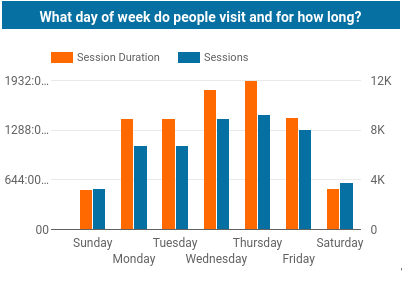 What day of week do people visit and for how long?
Session Duration Sessions
1932:0... 12K
1288:0... 8K
644:00... 4K
00 0
Sunday Tuesday Thursday Saturday
Monday Wednesday Friday